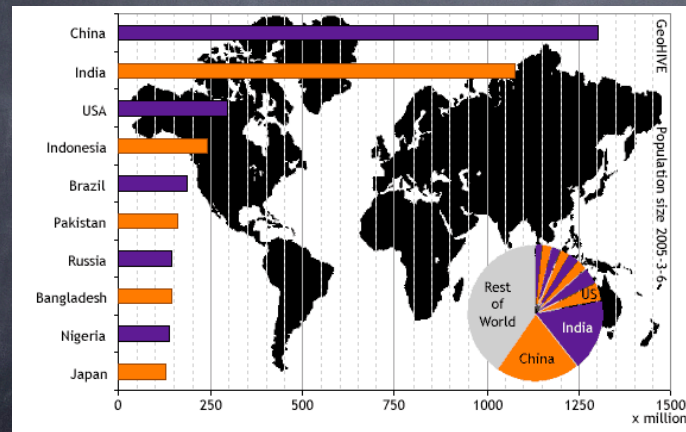 China
India
USA
Indonesia
Brazil
Pakistan
Russia
Bangladesh
Nigeria
Japan
0
250
500
750
1000
1250
1500
x million
GeoHIVE
Population size 2005-3-6
Rest
of
World
US
India
China